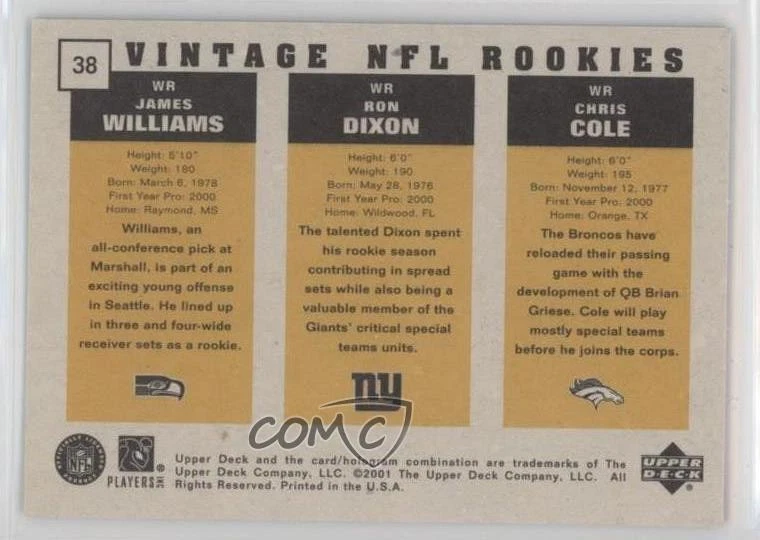 38
VINTAGE NFL ROOKIES
WR
JAMES
WILLIAMS
Height: 5'10"
Weight: 180
Born: March 6, 1978
First Year Pro: 2000
Home: Raymond, MS
Williams, an
all-conference pick at
Marshall, is part of an
exciting young offense
in Seattle. He lined up
in three and four-wide
receiver sets as a rookie.
WR
RON
DIXON
Height: 6'0"
Weight: 190
Born: May 28, 1976
First Year Pro: 2000
Home: Wildwood, FL
The talented Dixon spent
his rookie season
contributing in spread
sets while also being a
valuable member of the
Giants' critical special
teams units.
ny
WR
CHRIS
COLE
Height: 6'0"
Weight: 195
Born: November 12, 1977
First Year Pro: 2000
Home: Orange, TX
The Broncos have
reloaded their passing
game with the
development of QB Brian
Griese. Cole will play
mostly special teams
before he joins the corps.
COMC
NFL
PLAYERS INC
®
Upper Deck and the card/hologram combination are trademarks of The
Upper Deck Company, LLC. ©2001 The Upper Deck Company, LLC. All
Rights Reserved. Printed in the U.S.A.
UPPER
DECK
®